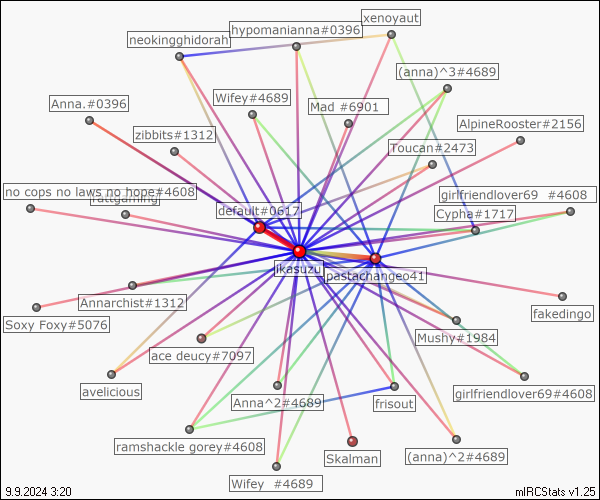 xenoyaut
hypomanianna#0396
neokingghidorah
(anna)^3#4689
Wifey#4689
Anna.#0396
Mad #6901
AlpineRooster#2156
zibbits#1312
Toucan#2473
no cops no laws no hope#4608
girlfriendlover69 #4608
rattgaming
default#0617
Cypha#1717
jikasuzu
pastachangeo41
Annarchist#1312
fakedingo
Soxy Foxy#5076
Mushy#1984
ace deucy#7097
avelicious
girlfriendlover69#4608
Anna^2#4689
frisout
ramshackle gorey#4608
Skalman
(anna)^2#4689
Wifey #4689
9.9.2024 3:20
mIRCStats v1.25